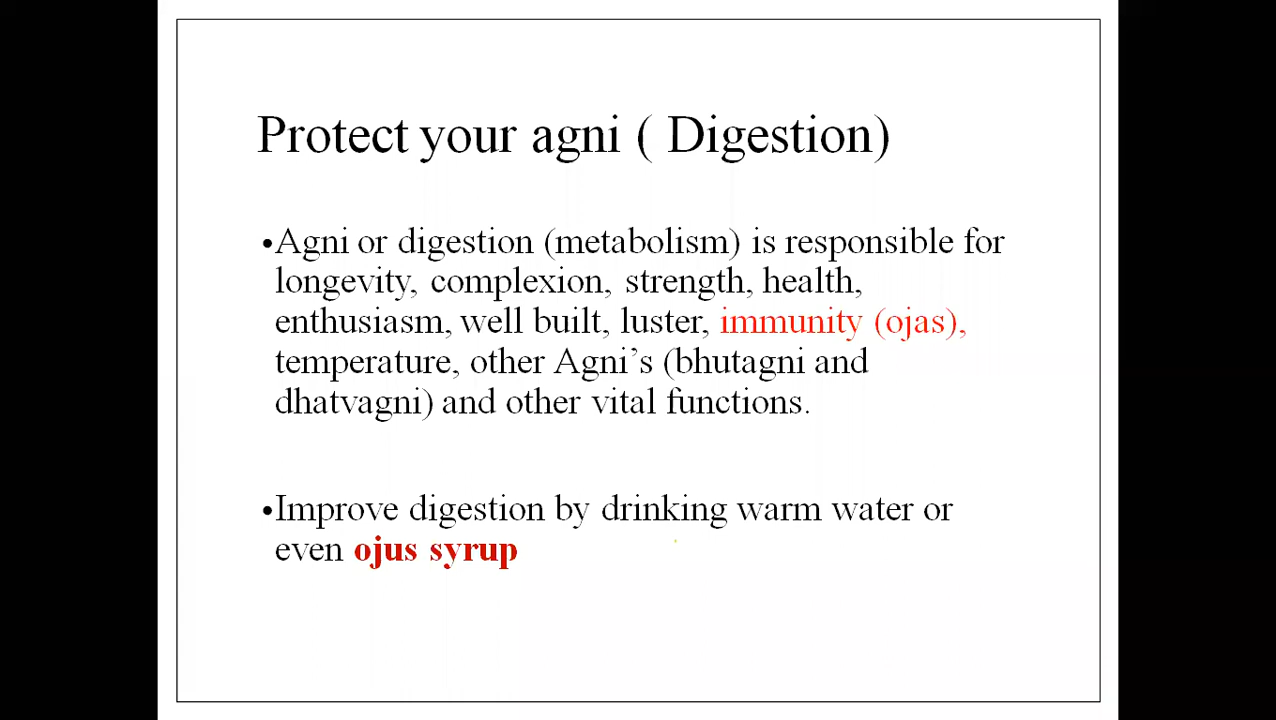 Protect your agni ( Digestion)
•Agni or digestion (metabolism) is responsible for
longevity, complexion, strength, health,
enthusiasm, well built, luster, immunity (ojas),
temperature, other Agni’s (bhutagni and
dhatvagni) and other vital functions.
•Improve digestion by drinking warm water or
even ojus syrup